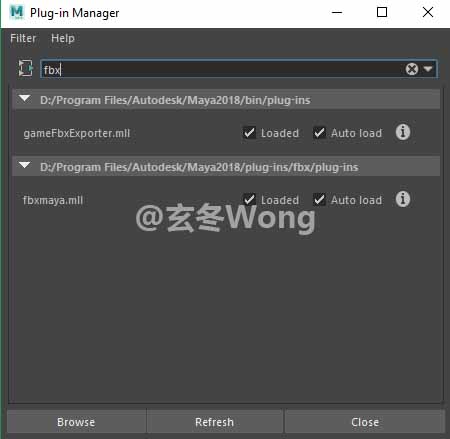 Plug-in Manager
Filter Help
fbx
D:/Program Files/Autodesk/Maya2018/bin/plug-ins
gameFbxExporter.mll Loaded Auto load
D:/Program Files/Autodesk/Maya2018/plug-ins/fbx/plug-ins
fbxmaya.mll Loaded Auto load
@玄冬Wong
Browse Refresh Close